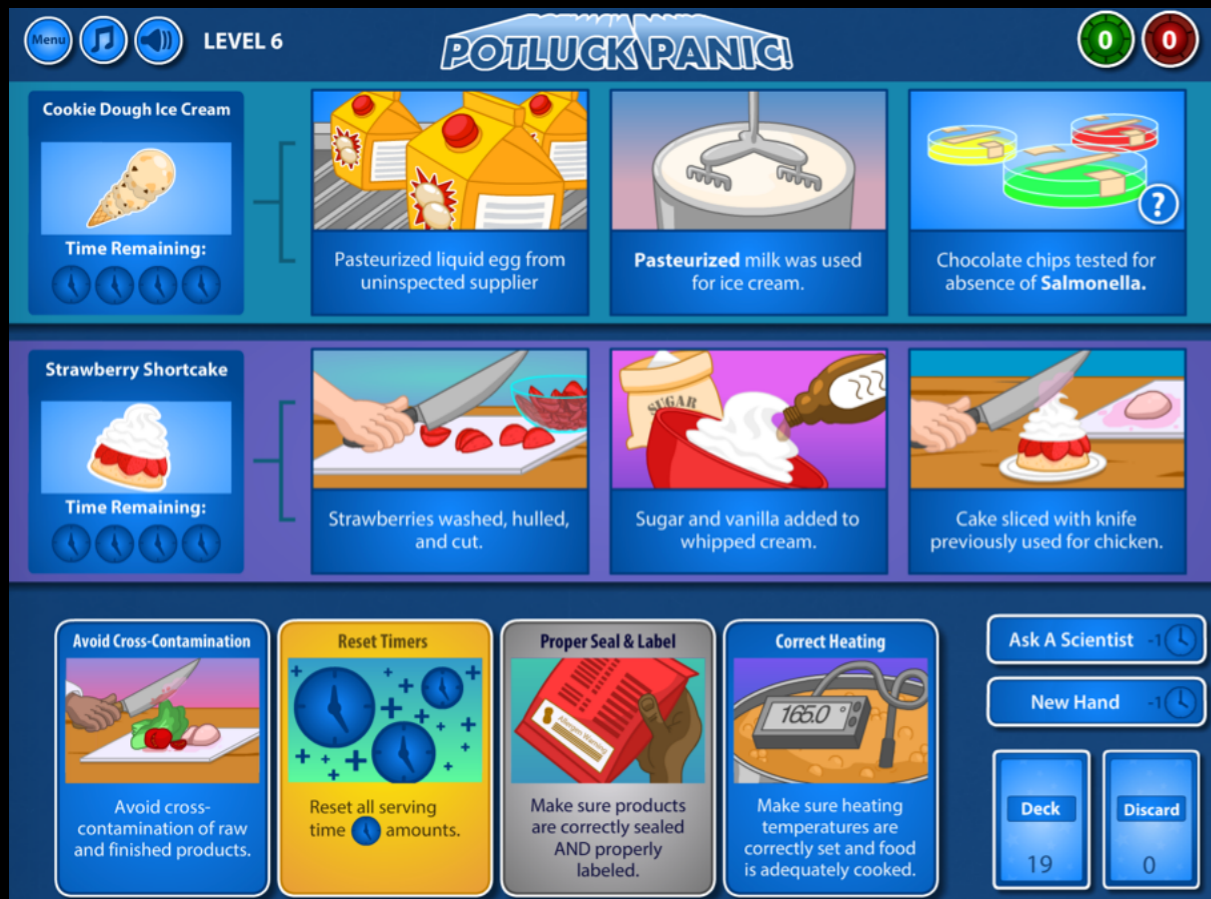 Menu
LEVEL 6
POTLUCK PANIC!
0
0
Cookie Dough Ice Cream
Time Remaining:
Pasteurized liquid egg from
uninspected supplier
Pasteurized milk was used
for ice cream.
?
Chocolate chips tested for
absence of Salmonella.
Strawberry Shortcake
Time Remaining:
Strawberries washed, hulled,
and cut.
SUGAR
Sugar and vanilla added to
whipped cream.
Cake sliced with knife
previously used for chicken.
Avoid Cross-Contamination
Avoid cross-
contamination of raw
and finished products.
Reset Timers
Reset all serving
time amounts.
Proper Seal & Label
Allergen Warning
Make sure products
are correctly sealed
AND properly
labeled.
Correct Heating
165.0 °
Make sure heating
temperatures are
correctly set and food
is adequately cooked.
Ask A Scientist -1
New Hand -1
Deck
19
Discard
0